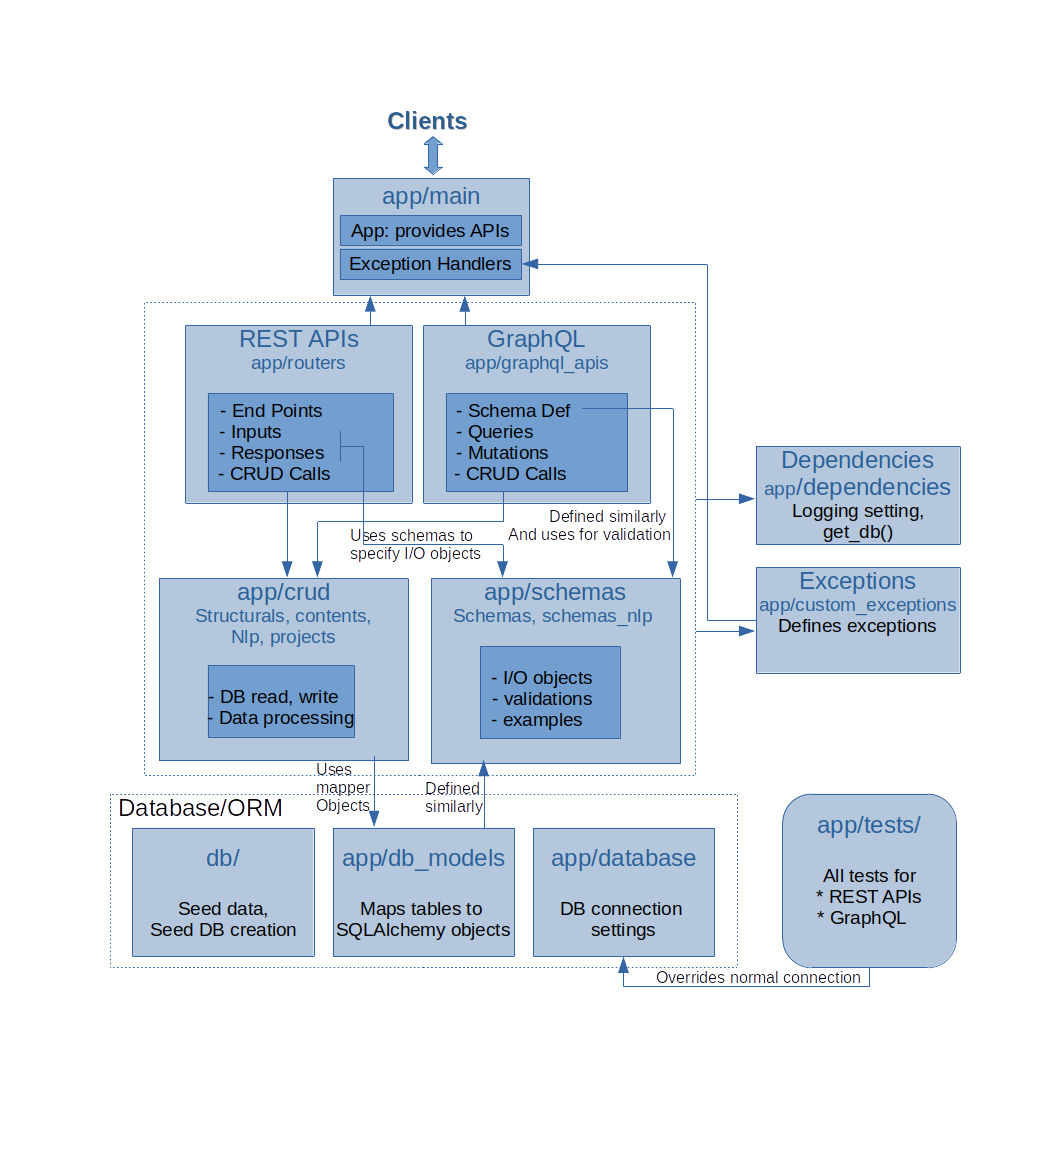 Clients
app/main
App: provides APIs
Exception Handlers
REST APIs
app/routers
- End Points
- Inputs
- Responses
- CRUD Calls
GraphQL
app/graphql_apis
- Schema Def
- Queries
- Mutations
- CRUD Calls
Dependencies
app/dependencies
Logging setting,
get_db()
Uses schemas to
specify I/O objects
Defined similarly
And uses for validation
Exceptions
app/custom_exceptions
Defines exceptions
app/crud
Structurals, contents,
Nlp, projects
- DB read, write
- Data processing
app/schemas
Schemas, schemas_nlp
- I/O objects
- validations
- examples
Uses
mapper
Objects
Defined
similarly
Database/ORM
db/
Seed data,
Seed DB creation
app/db_models
Maps tables to
SQLAlchemy objects
app/database
DB connection
settings
app/tests/
All tests for
* REST APIs
* GraphQL
Overrides normal connection